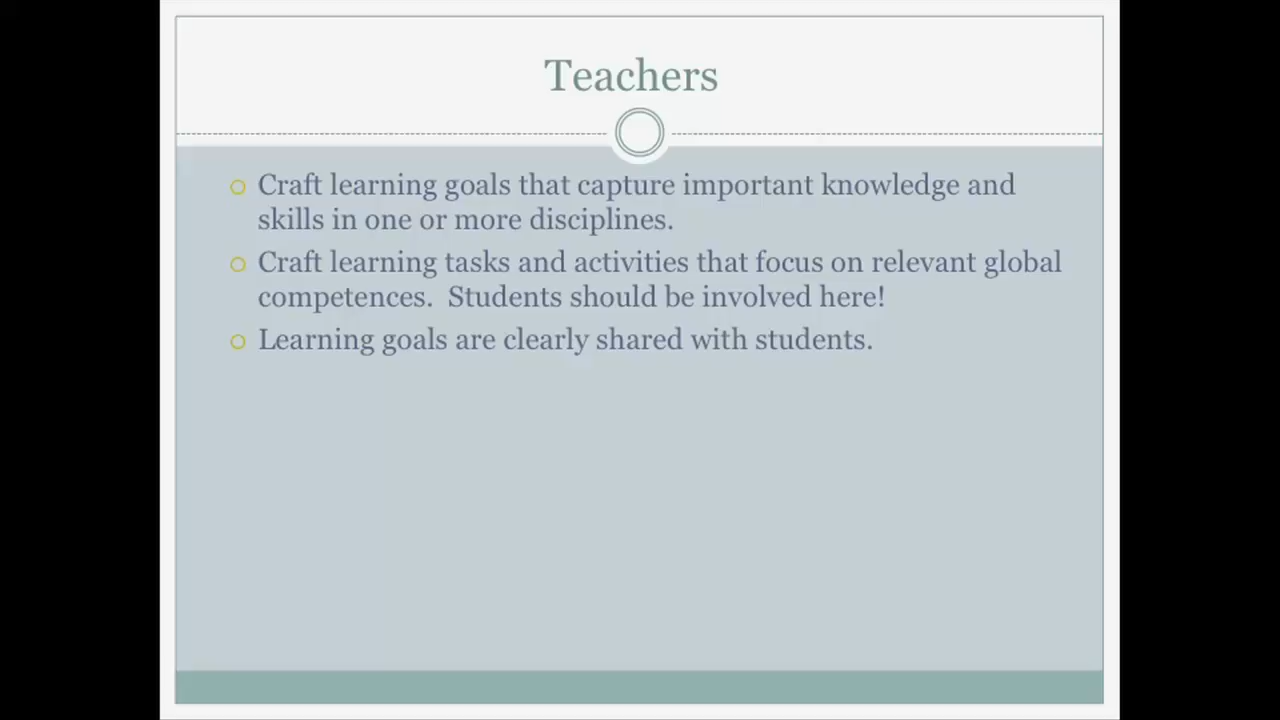 Teachers
Craft learning goals that capture important knowledge and
skills in one or more disciplines.
Craft learning tasks and activities that focus on relevant global
competences.  Students should be involved here!
Learning goals are clearly shared with students.